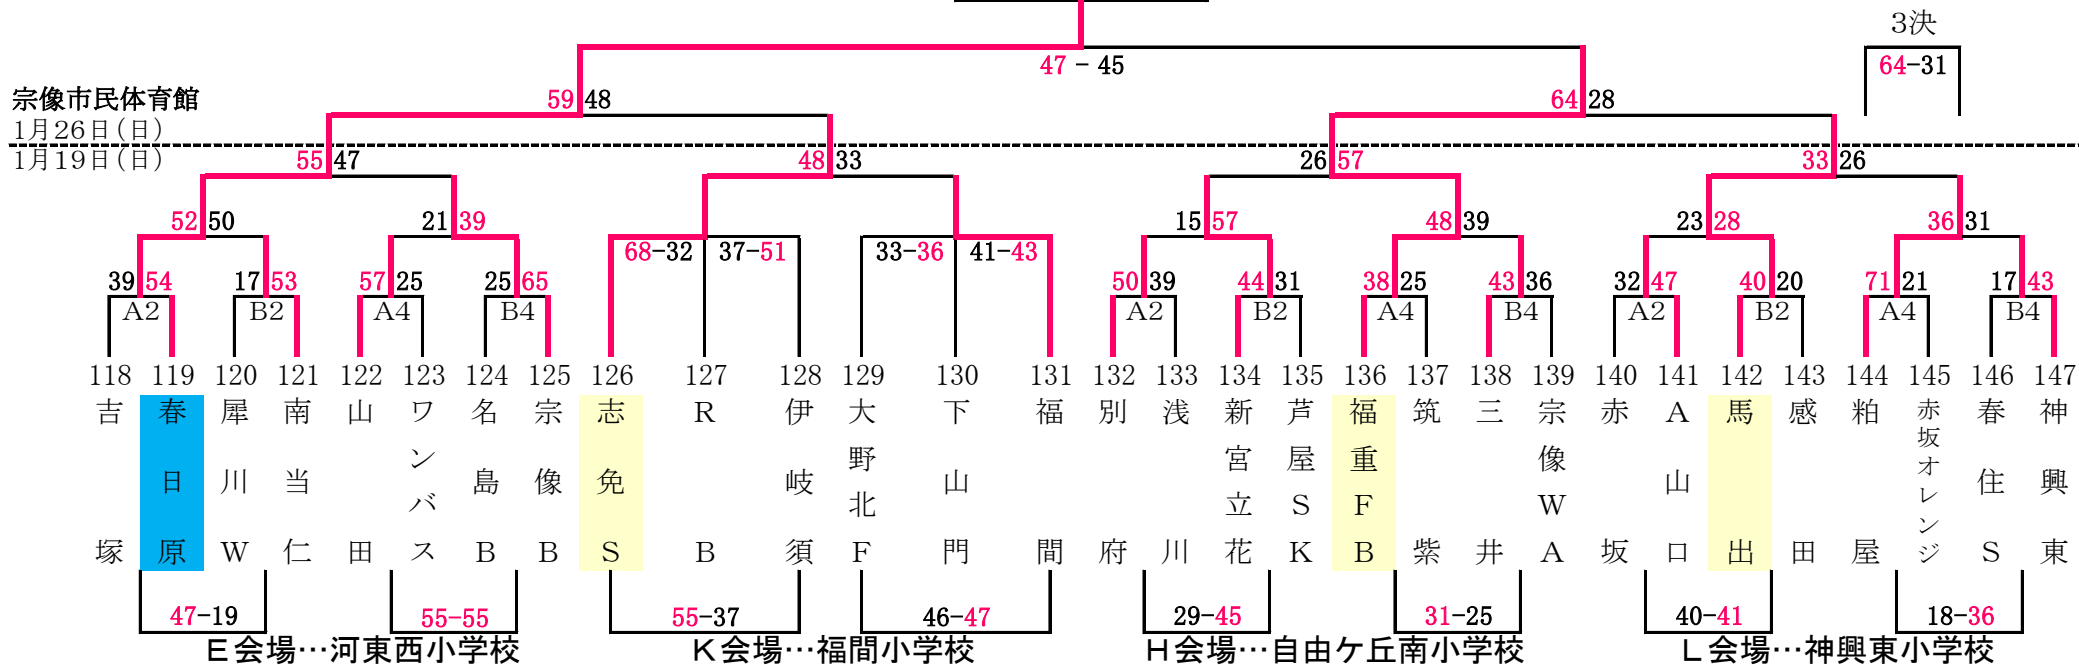 3決
47 - 45
64-31
宗像市民体育館
59 48
64 28
1月26日(日)
1月19日(日)
55 47
48 33
26 57
33 26
52 50
21 39
15 57
48 39
23 28
36 31
68-32 37-51
33-36 41-43
39 54
17 53
57 25
25 65
50 39
44 31
38 25
43 36
32 47
40 20
71 21
17 43
A2 B2 A4 B4 A2 B2 A4 B4 A2 B2 A4 B4
118 119 120 121 122 123 124 125 126 127 128 129 130 131 132 133 134 135 136 137 138 139 140 141 142 143 144 145 146 147
吉塚
春日原
犀川W
南当仁
山田
ワンバス
名島B
宗像B
志免S
RB
伊岐須
大野北F
下山門
福間
別府
浅川
新宮立花
芦屋SK
福重FB
筑紫
三井
宗像WA
赤坂
A山口
馬出
感田
粕屋
赤坂オレンジ
春住S
神興東
47-19
55-55
55-37
46-47
29-45
31-25
40-41
18-36
E会場…河東西小学校
K会場…福間小学校
H会場…自由ケ丘南小学校
L会場…神興東小学校